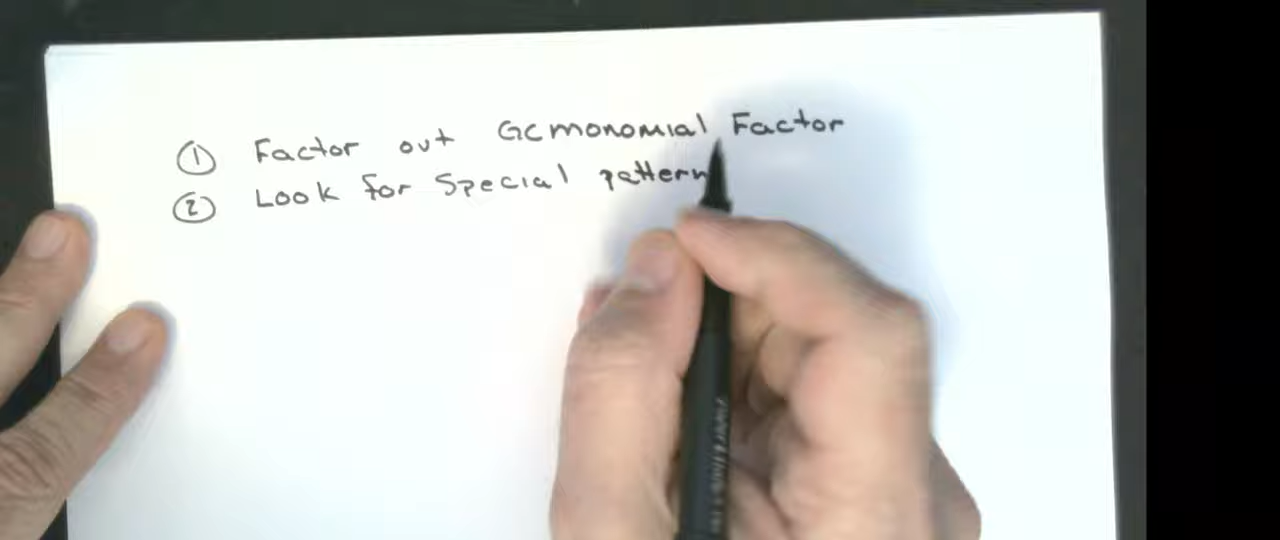 ① Factor out GCmonomial Factor
② Look for Special pattern